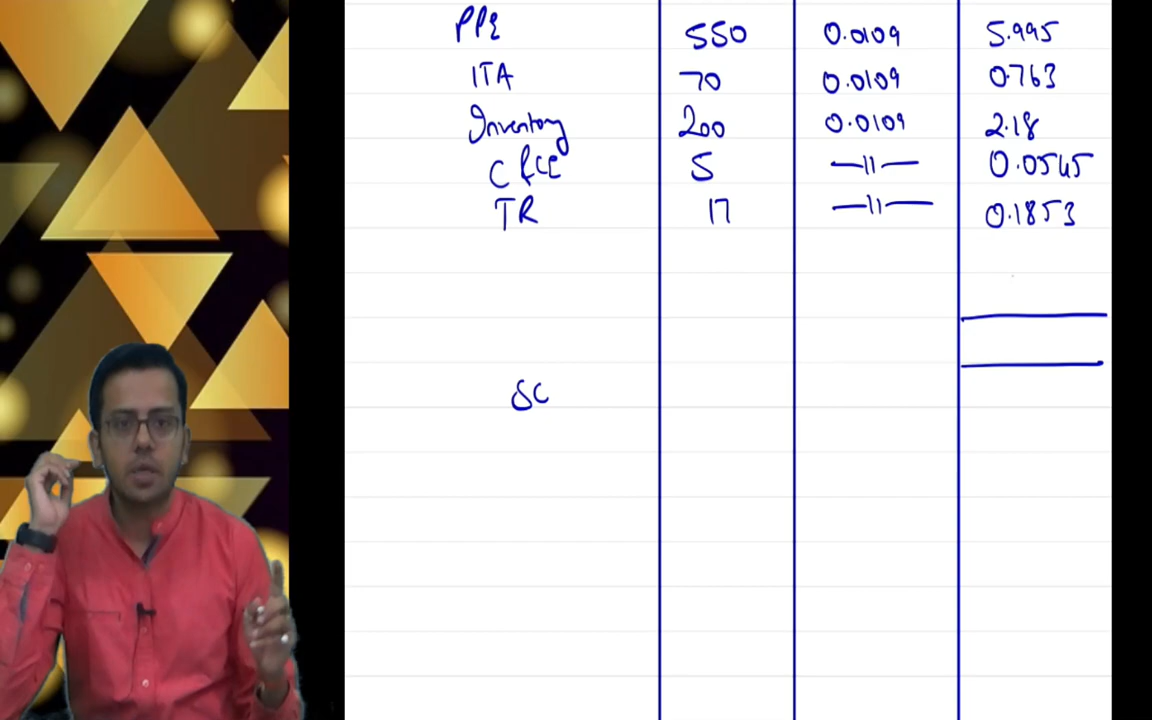 PPE 550 0.0109 5.995
ITA 70 0.0109 0.763
Inventory 200 0.0109 2.18
C & CE 5 —11— 0.0545
TR 17 —11— 0.1853
SC